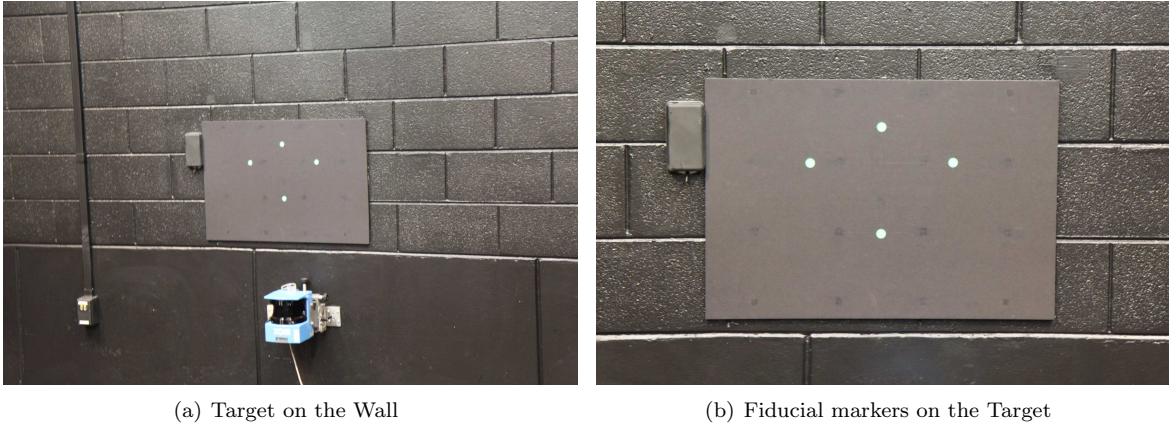 (a) Target on the Wall
(b) Fiducial markers on the Target